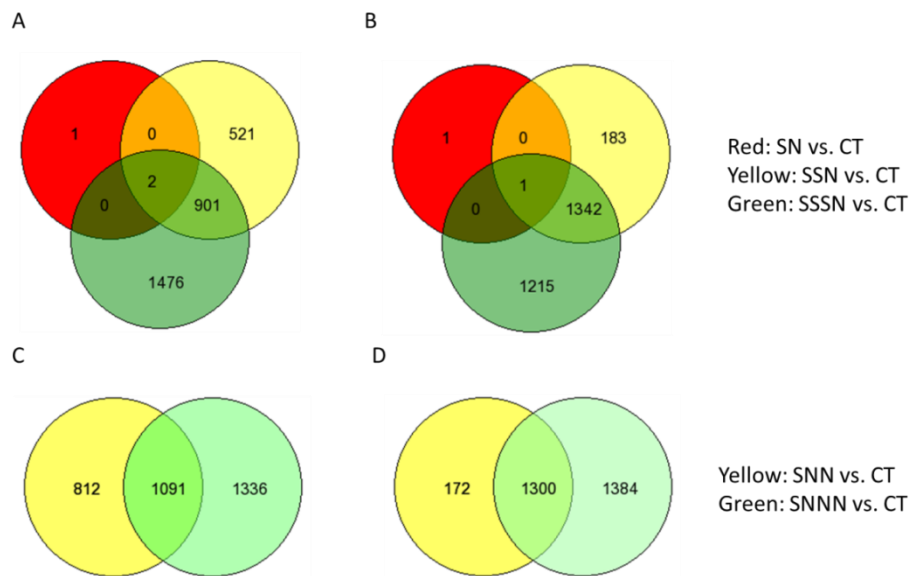 A
B
1
0
521
2
0
901
1476
1
0
183
1
0
1342
1215
Red: SN vs. CT
Yellow: SSN vs. CT
Green: SSSN vs. CT
C
D
812
1091
1336
172
1300
1384
Yellow: SNN vs. CT
Green: SNNN vs. CT